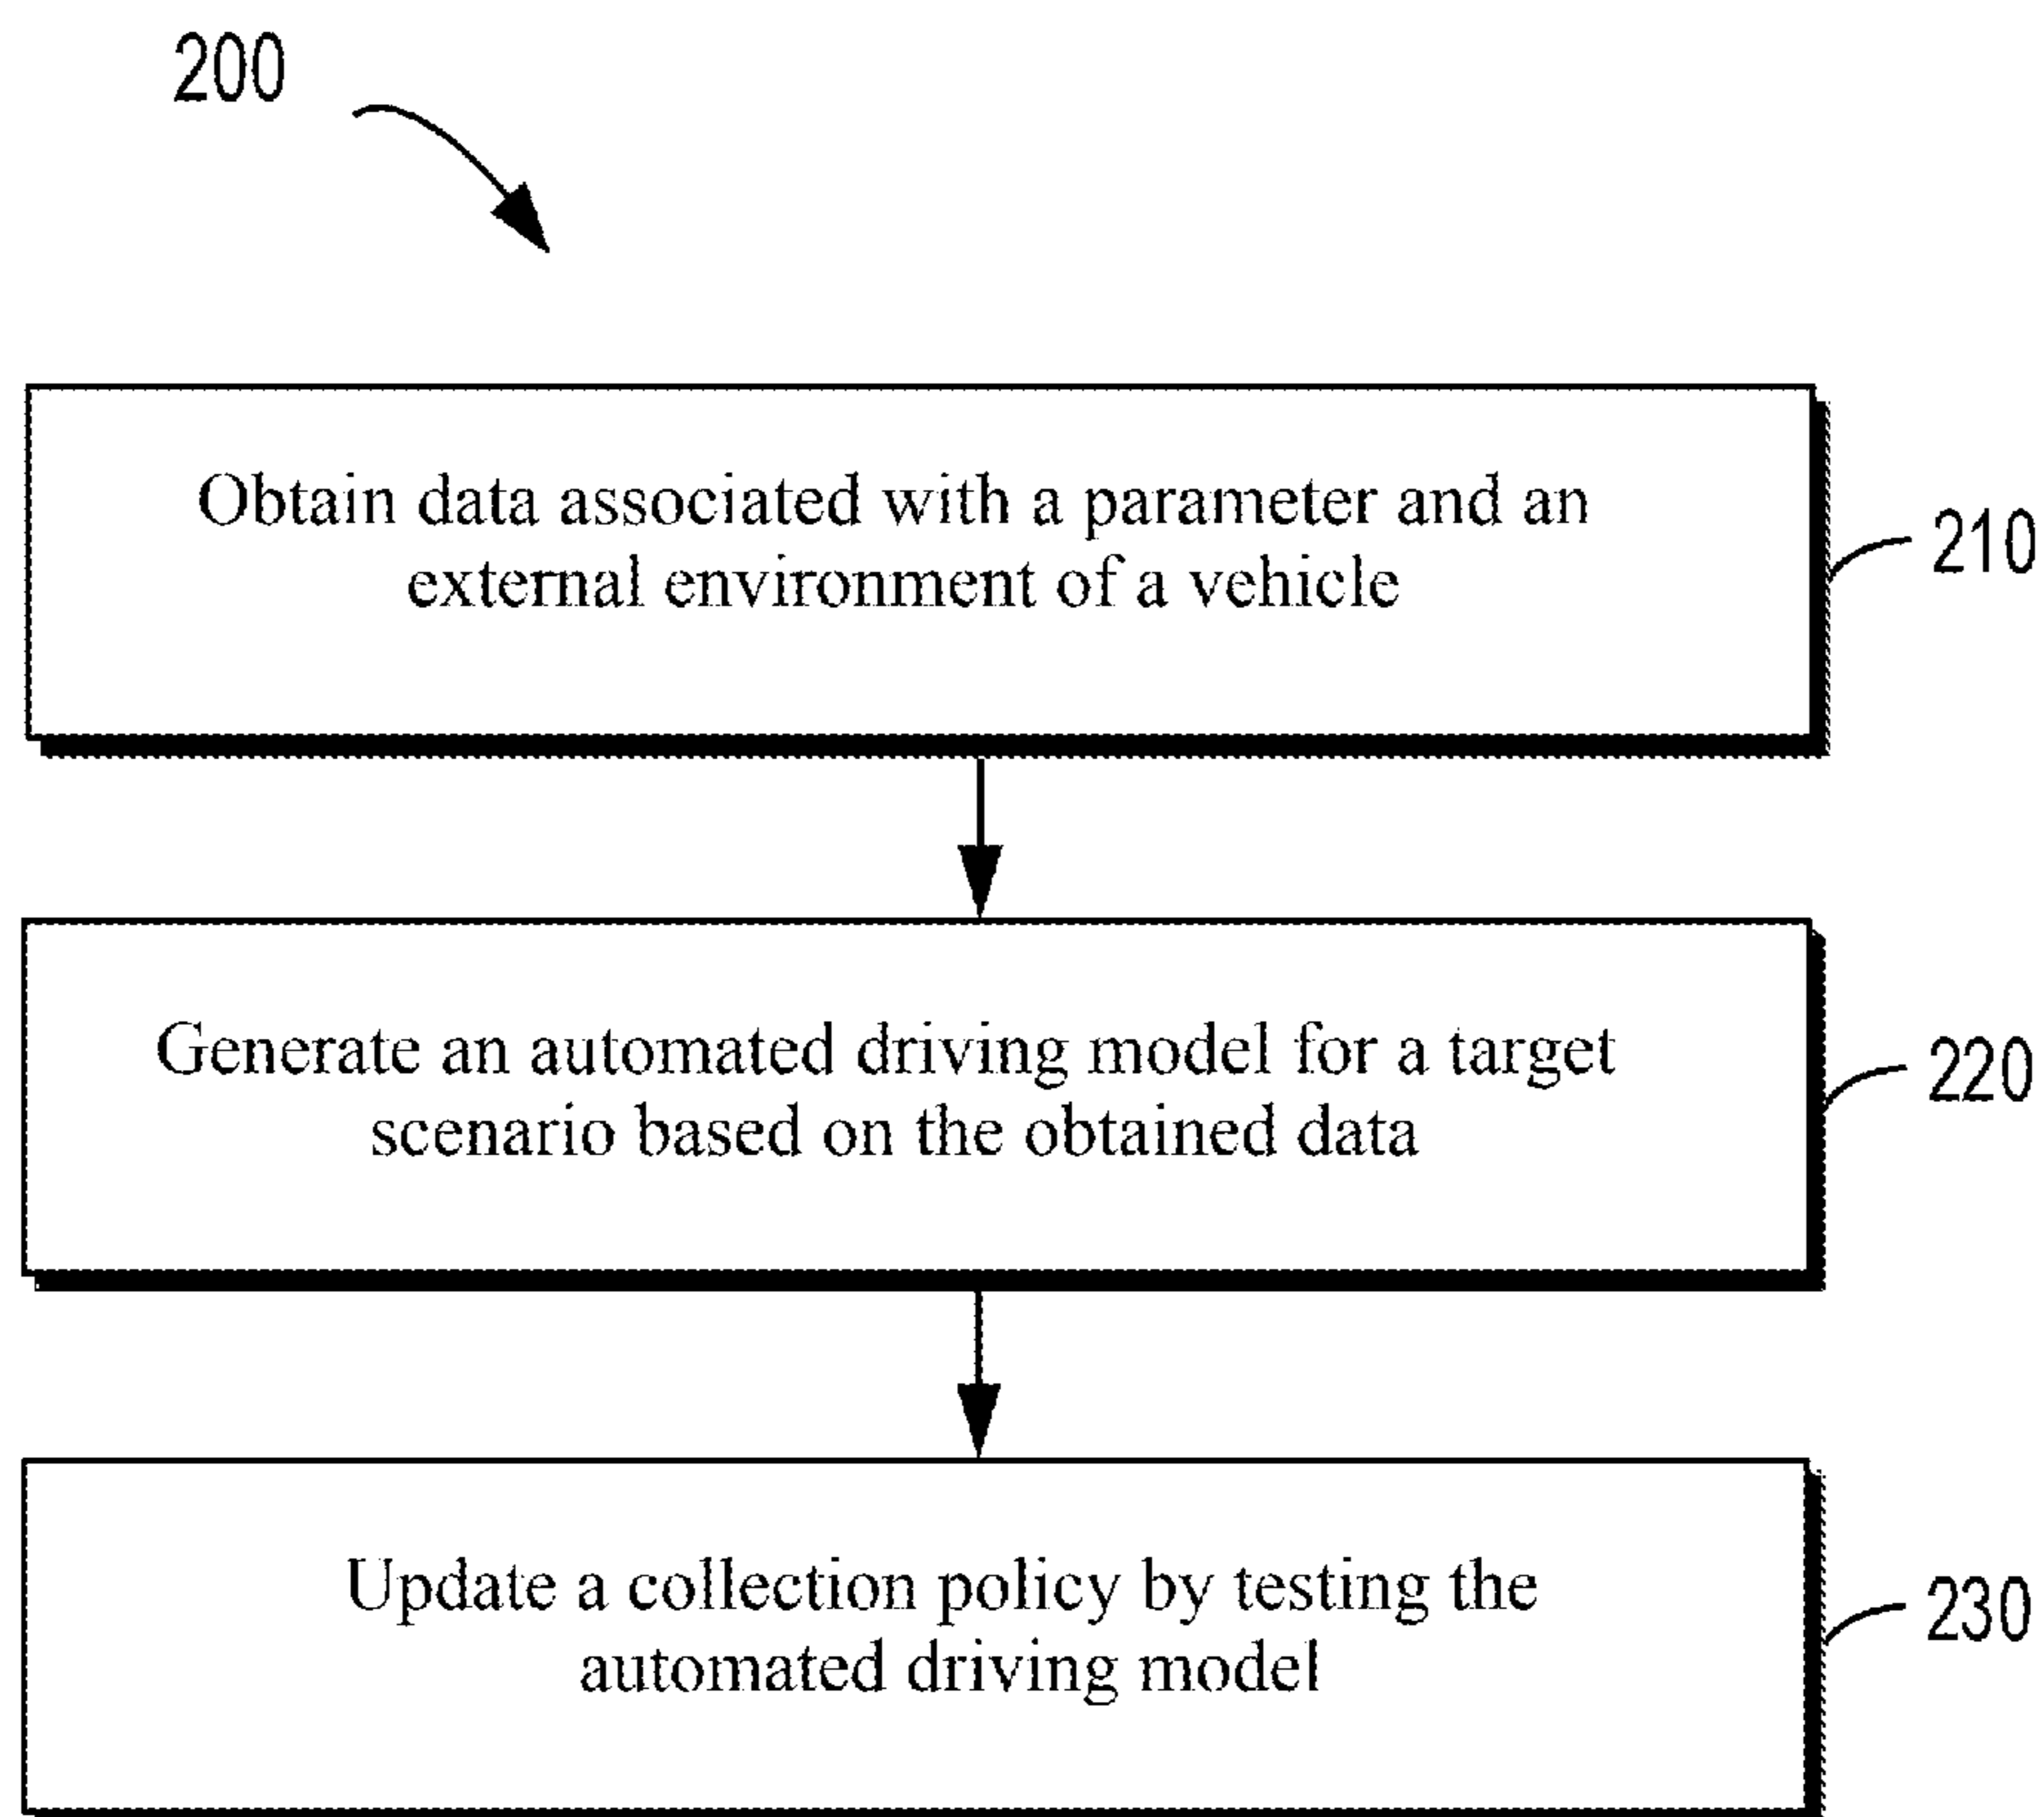 200
Obtain data associated with a parameter and an
external environment of a vehicle
210
Generate an automated driving model for a target
scenario based on the obtained data
220
Update a collection policy by testing the
automated driving model
230